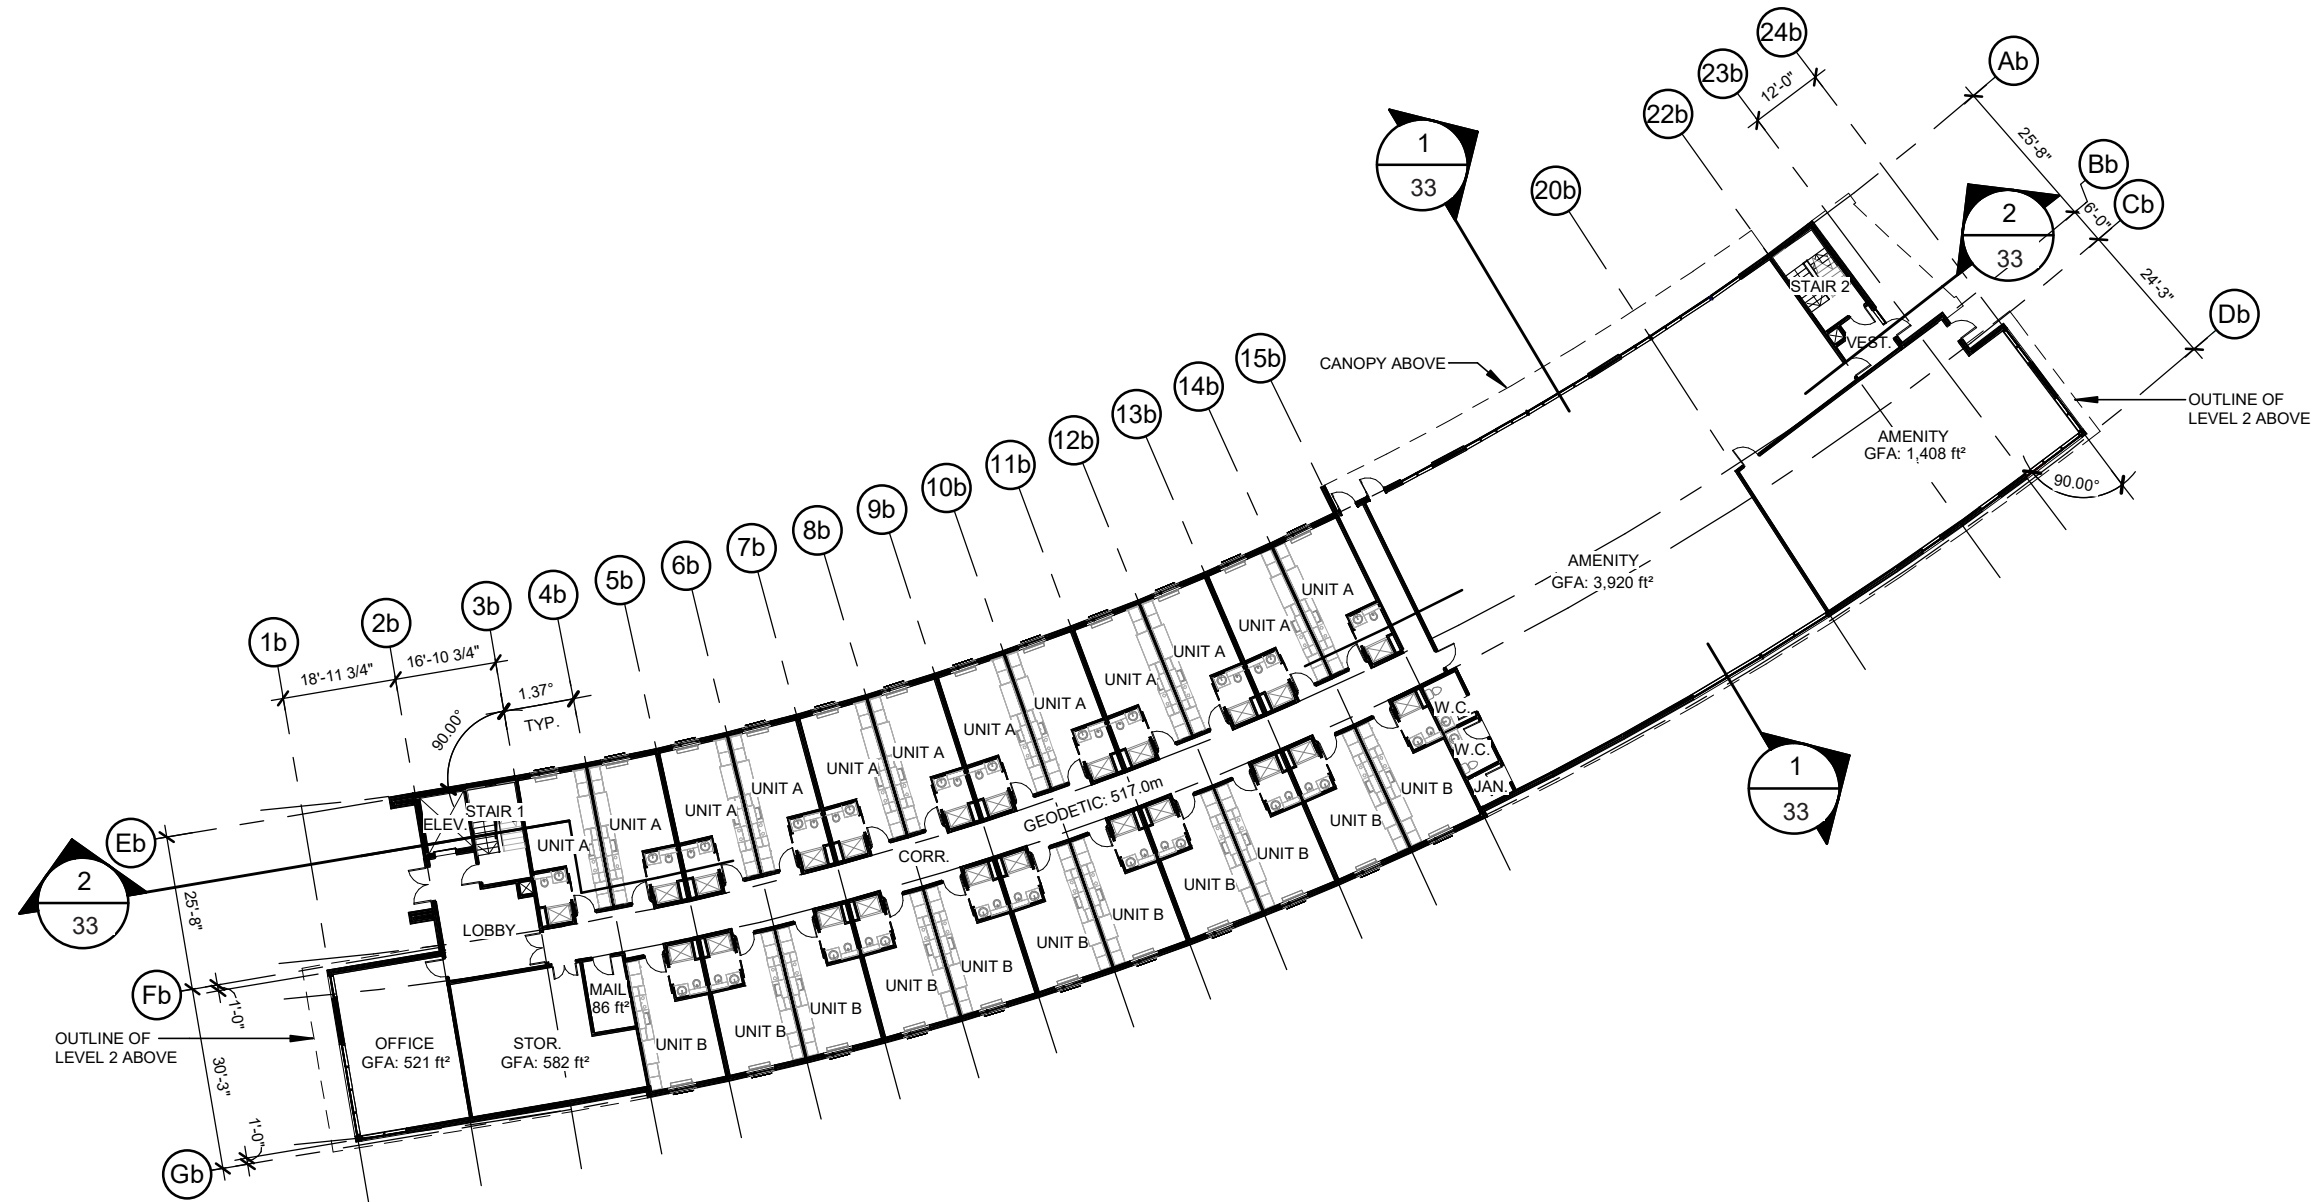 24b
23b
12'-0"
22b
Ab
25'-8"
Bb
6'-0"
Cb
24'-3"
Db
1
33
20b
2
33
STAIR 2
VEST.
CANOPY ABOVE
15b
14b
13b
12b
11b
10b
9b
8b
7b
6b
5b
4b
3b
2b
1b
18'-11 3/4"
16'-10 3/4"
1.37°
TYP.
90.00°
OUTLINE OF
LEVEL 2 ABOVE
AMENITY
GFA: 1,408 ft²
90.00°
AMENITY
GFA: 3,920 ft²
UNIT A
UNIT A
UNIT A
UNIT A
UNIT A
UNIT A
UNIT A
UNIT A
UNIT A
UNIT A
UNIT A
UNIT A
STAIR 1
ELEV.
GEODETIC: 517.0m
CORR.
LOBBY
W.C.
W.C.
JAN.
UNIT B
UNIT B
UNIT B
UNIT B
UNIT B
UNIT B
UNIT B
UNIT B
UNIT B
UNIT B
UNIT B
MAIL
86 ft²
STOR.
GFA: 582 ft²
OFFICE
GFA: 521 ft²
1
33
Eb
2
33
25'-8"
Fb
1'-0"
OUTLINE OF
LEVEL 2 ABOVE
30'-3"
1'-0"
Gb